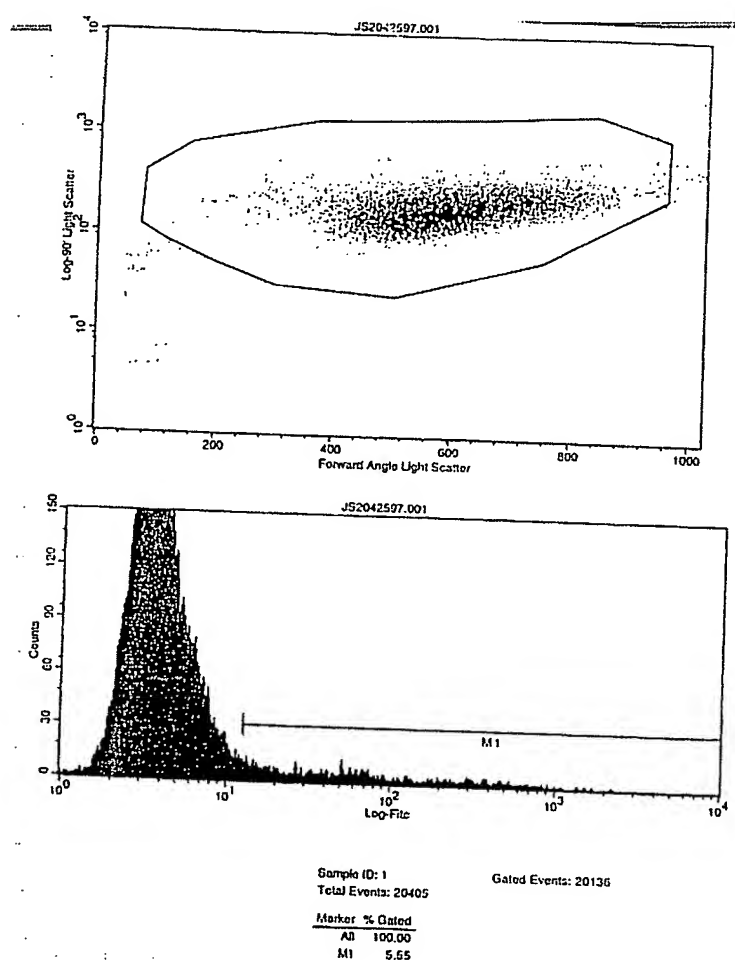 JS2042597.001
10^4
10^3
10^2
10^1
10^0
Log-90 Light Scatter
0 200 400 600 800 1000
Forward Angle Light Scatter
JS2042597.001
150
120
90
60
30
0
Counts
M1
10^0 10^1 10^2 10^3 10^4
Log-Fitc
Sample ID: 1 Gated Events: 20136
Total Events: 20405
Marker % Gated
All 100.00
M1 5.55